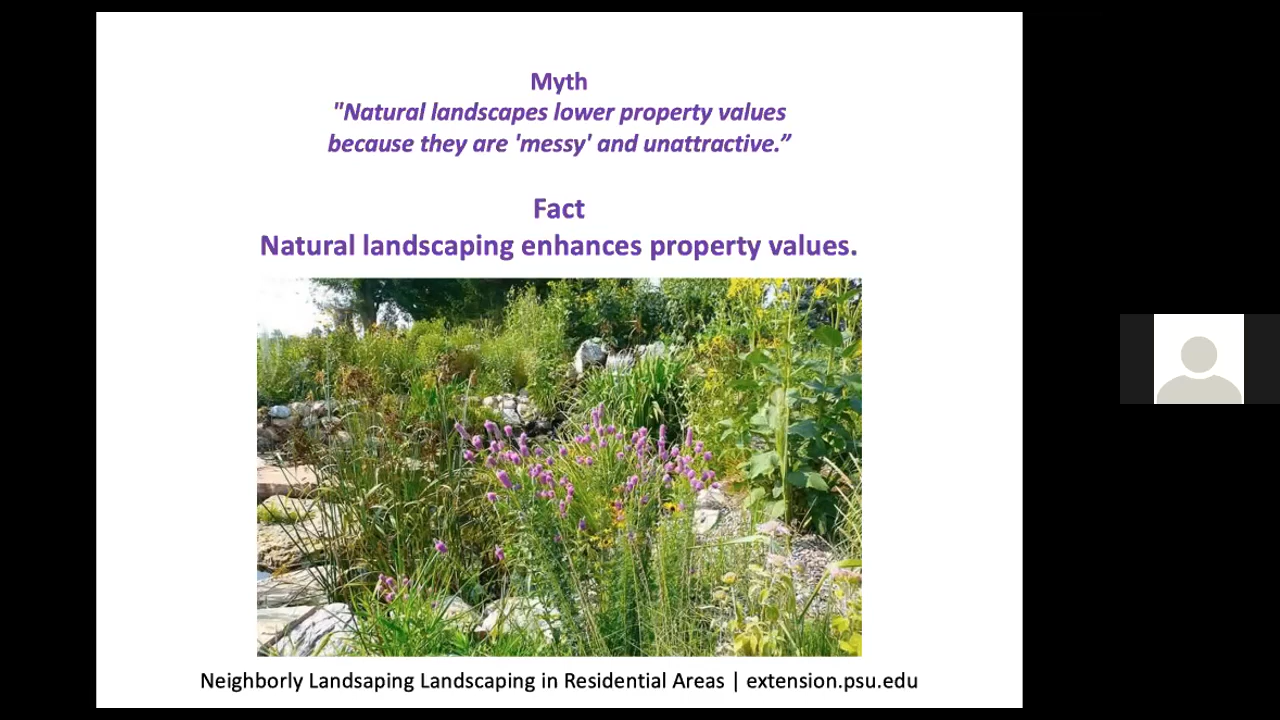 Myth
"Natural landscapes lower property values
because they are 'messy' and unattractive.”
Fact
Natural landscaping enhances property values.
Neighborly Landsaping Landscaping in Residential Areas | extension.psu.edu